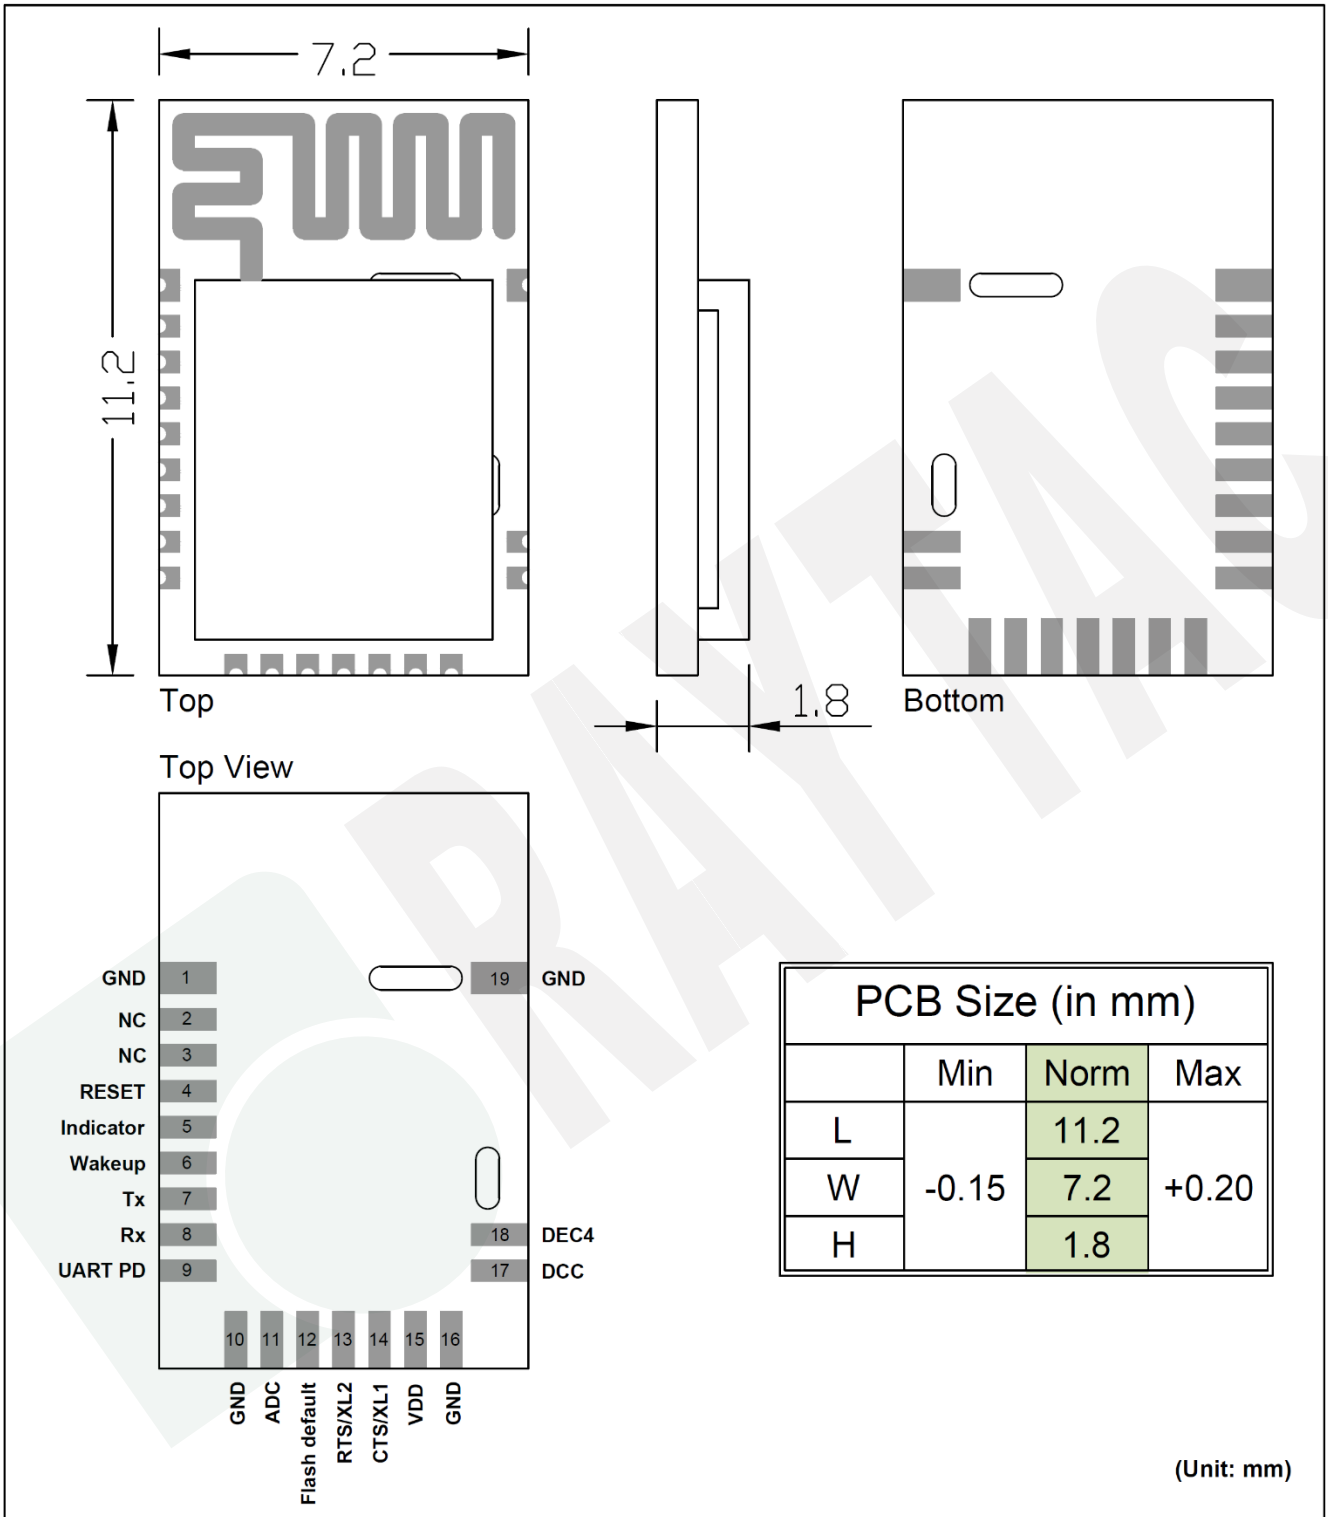 7.2
11.2
Top
1.8
Bottom
Top View
GND 1
NC 2
NC 3
RESET 4
Indicator 5
Wakeup 6
Tx 7
Rx 8
UART PD 9
19 GND
18 DEC4
17 DCC
10 11 12 13 14 15 16
GND
ADC
Flash default
RTS/XL2
CTS/XL1
VDD
GND
PCB Size (in mm)
Min Norm Max
L 11.2
W -0.15 7.2 +0.20
H 1.8
(Unit: mm)
RAYTAC